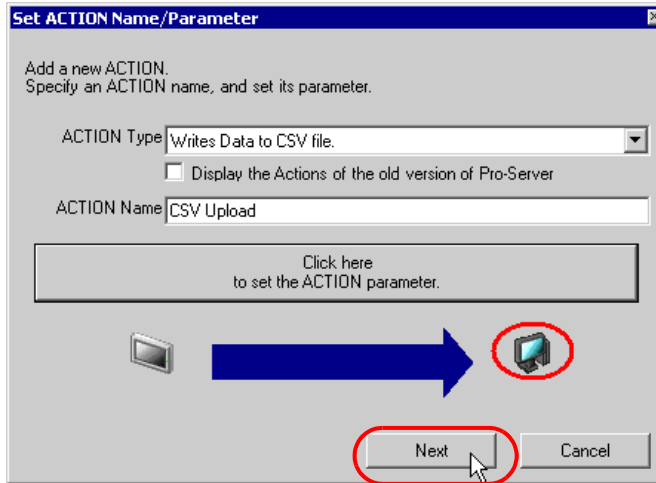 Set ACTION Name/Parameter
Add a new ACTION.
Specify an ACTION name, and set its parameter.
ACTION Type Writes Data to CSV file.
Display the Actions of the old version of Pro-Server
ACTION Name CSV Upload
Click here
to set the ACTION parameter.
Next Cancel